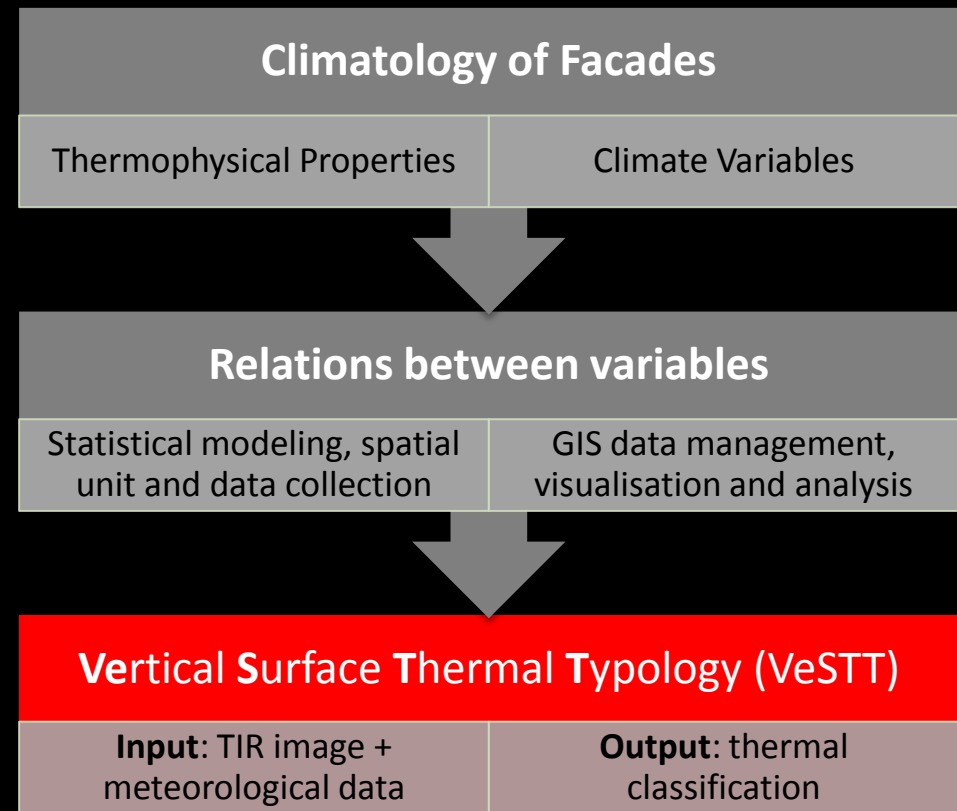 Climatology of Facades
Thermophysical Properties
Climate Variables
Relations between variables
Statistical modeling, spatial
unit and data collection
GIS data management,
visualisation and analysis
Vertical Surface Thermal Typology (VeSTT)
Input: TIR image +
meteorological data
Output: thermal
classification